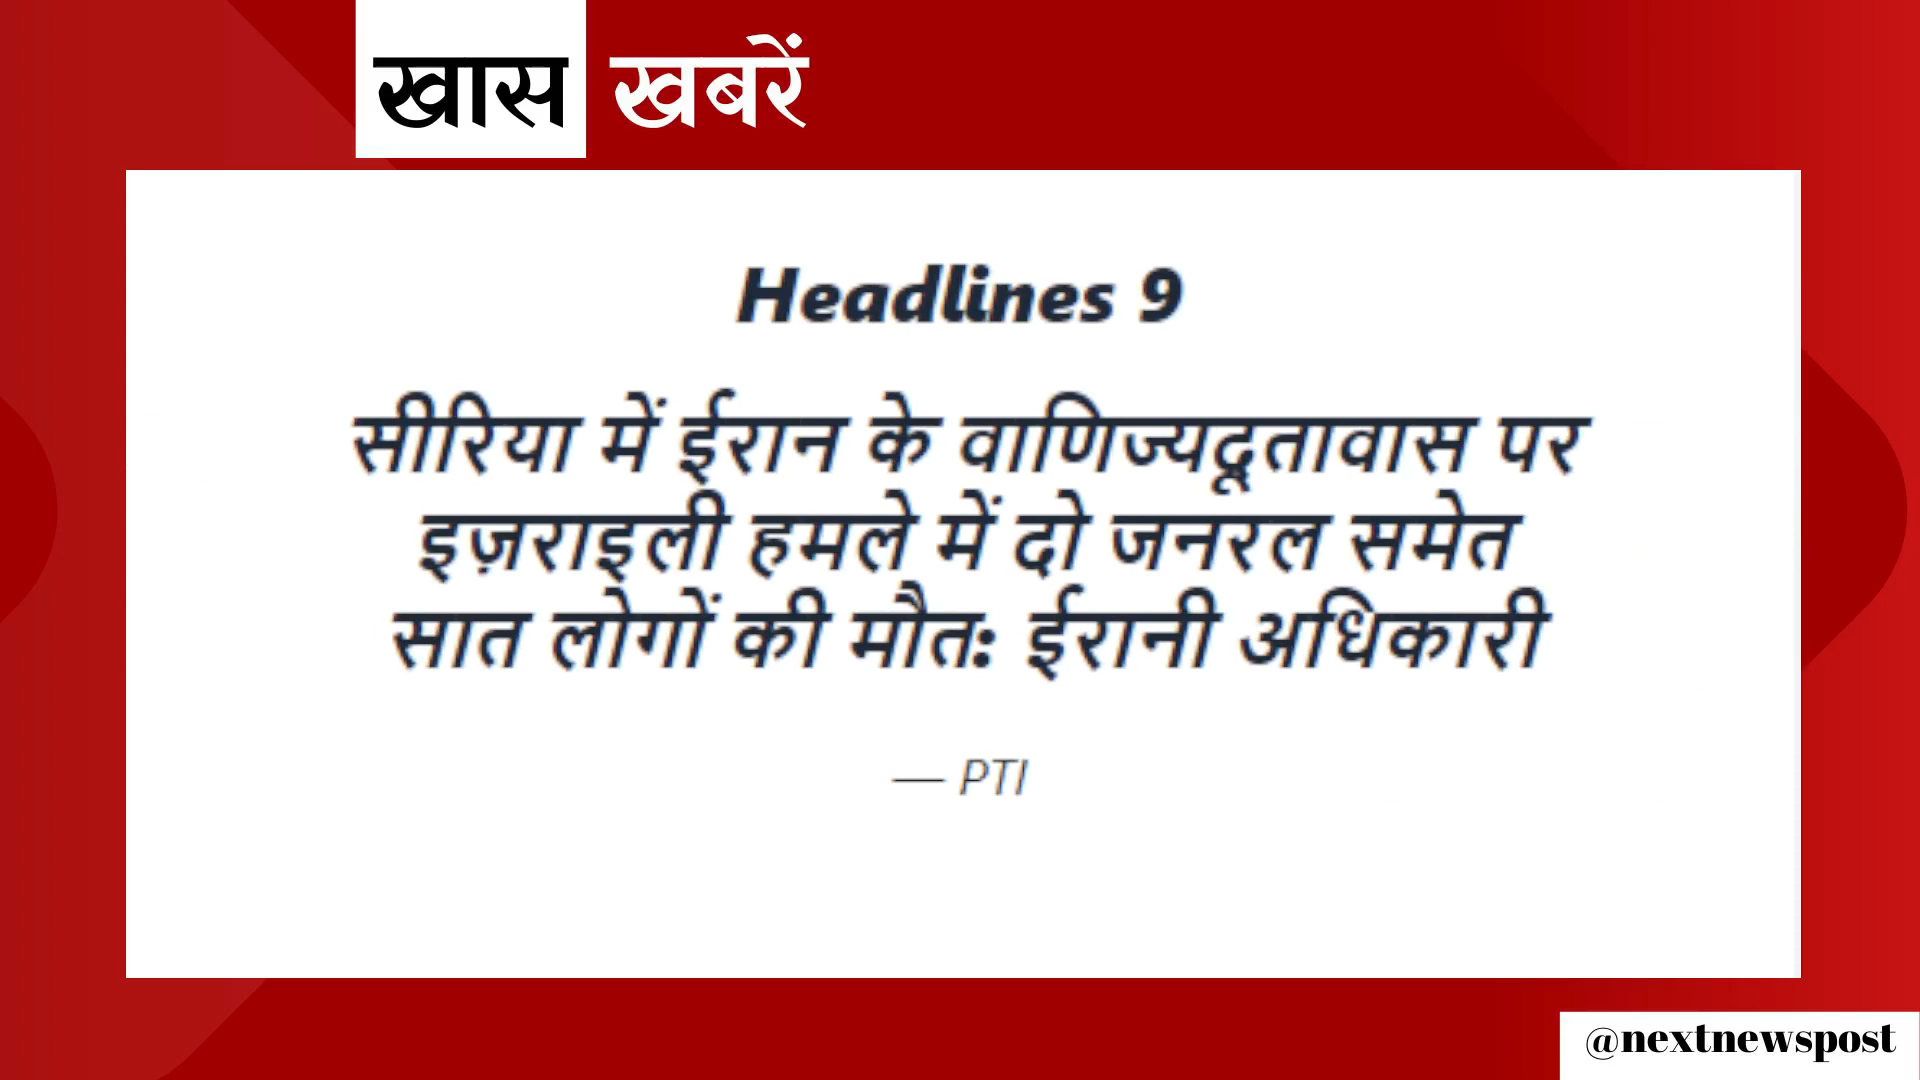 खास खबरें
Headlines 9
सीरिया में ईरान के वाणिज्यदूतावास पर
इज़राइली हमले में दो जनरल समेत
सात लोगों की मौत: ईरानी अधिकारी
— PTI
@nextnewspost